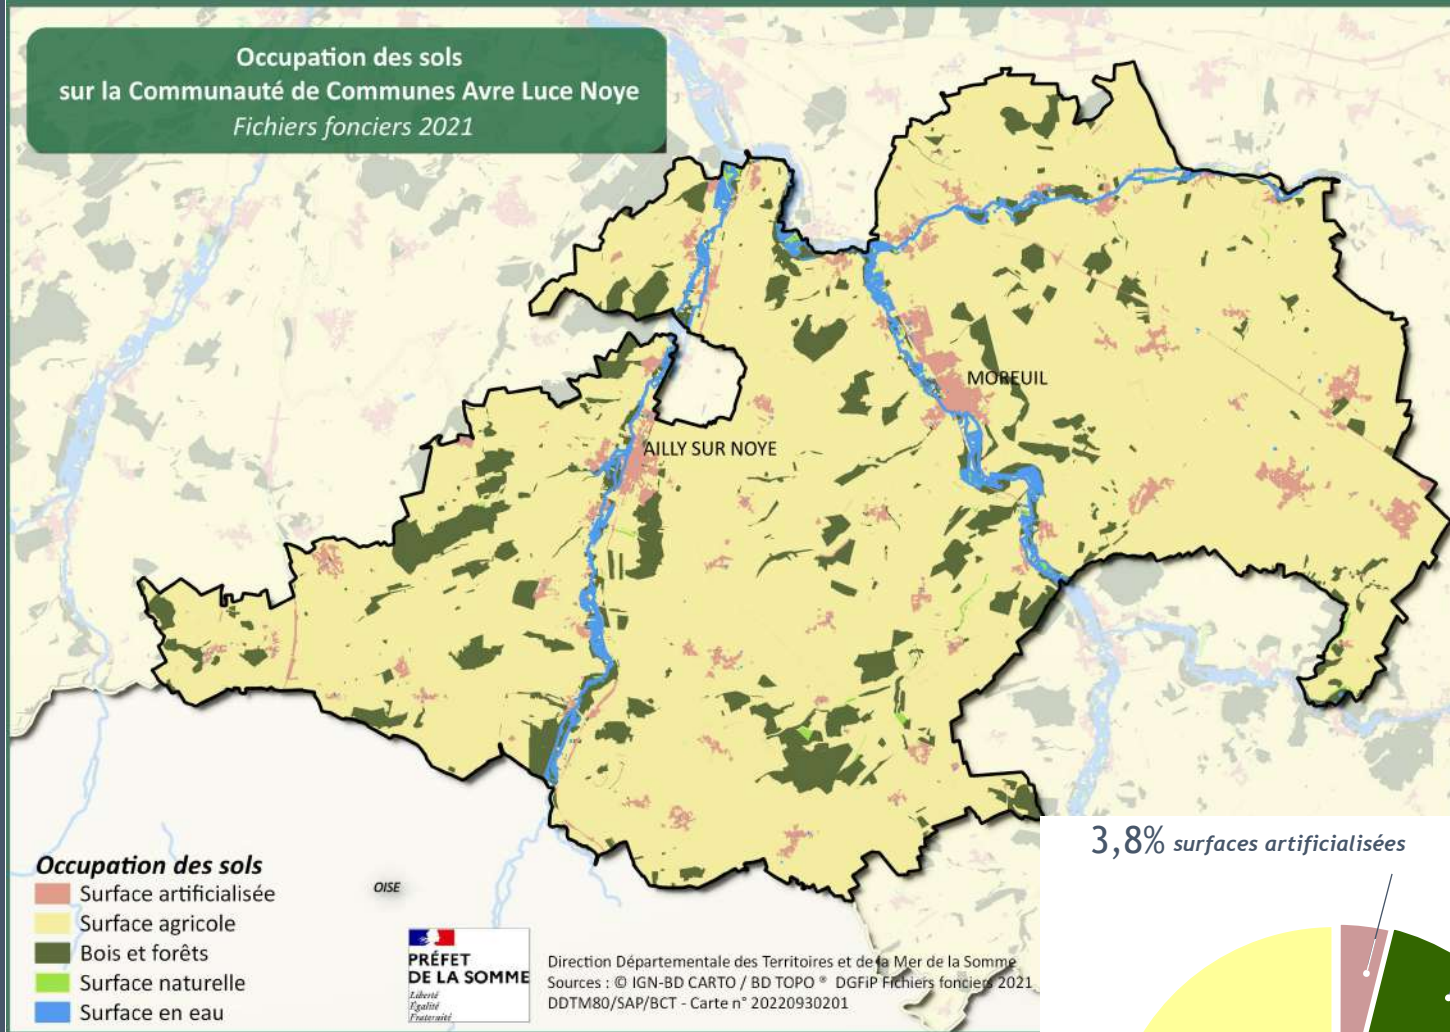 Occupation des sols
sur la Communauté de Communes Avre Luce Noye
Fichiers fonciers 2021
MOREUIL
AILLY SUR NOYE
3,8% surfaces artificialisées
Occupation des sols
Surface artificialisée
Surface agricole
Bois et forêts
Surface naturelle
Surface en eau
OISE
PRÉFET
DE LA SOMME
Liberté
Égalité
Fraternité
Direction Départementale des Territoires et de la Mer de la Somme
Sources : © IGN-BD CARTO / BD TOPO ® DGFiP Fichiers fonciers 2021
DDTM80/SAP/BCT - Carte n° 20220930201